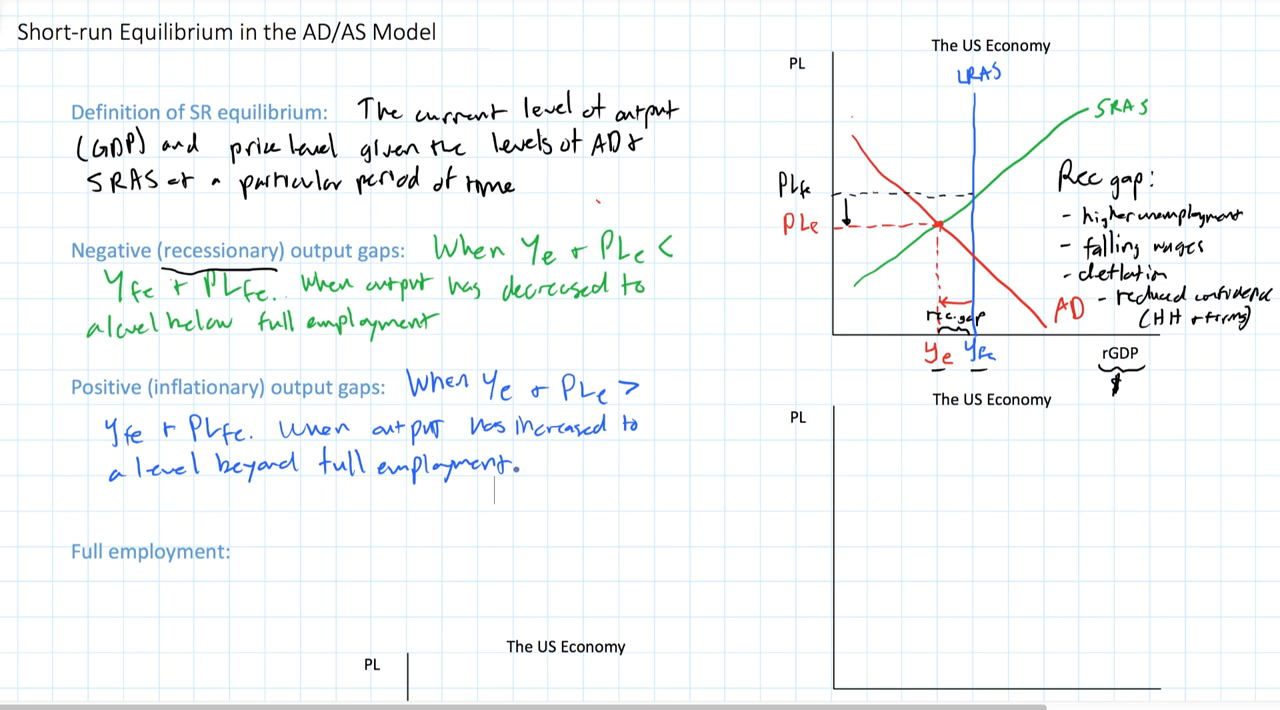 Short-run Equilibrium in the AD/AS Model
Definition of SR equilibrium: The current level of output
(GDP) and price level given the levels of AD &
SRAS at a particular period of time
Negative (recessionary) output gaps: When Ye + PLe <
Yfe + PLfe. When output has decreased to
a level below full employment
Positive (inflationary) output gaps: When Ye + PLe >
Yfe + PLfe. When output has increased to
a level beyond full employment.
Full employment:
The US Economy
PL
The US Economy
PL
LRAS
SRAS
PLfe
PLe
AD
rec. gap
Ye Yfe
rGDP
Rec gap:
- higher unemployment
- falling wages
- deflation
- reduced confidence
(HH + firms)
The US Economy
PL